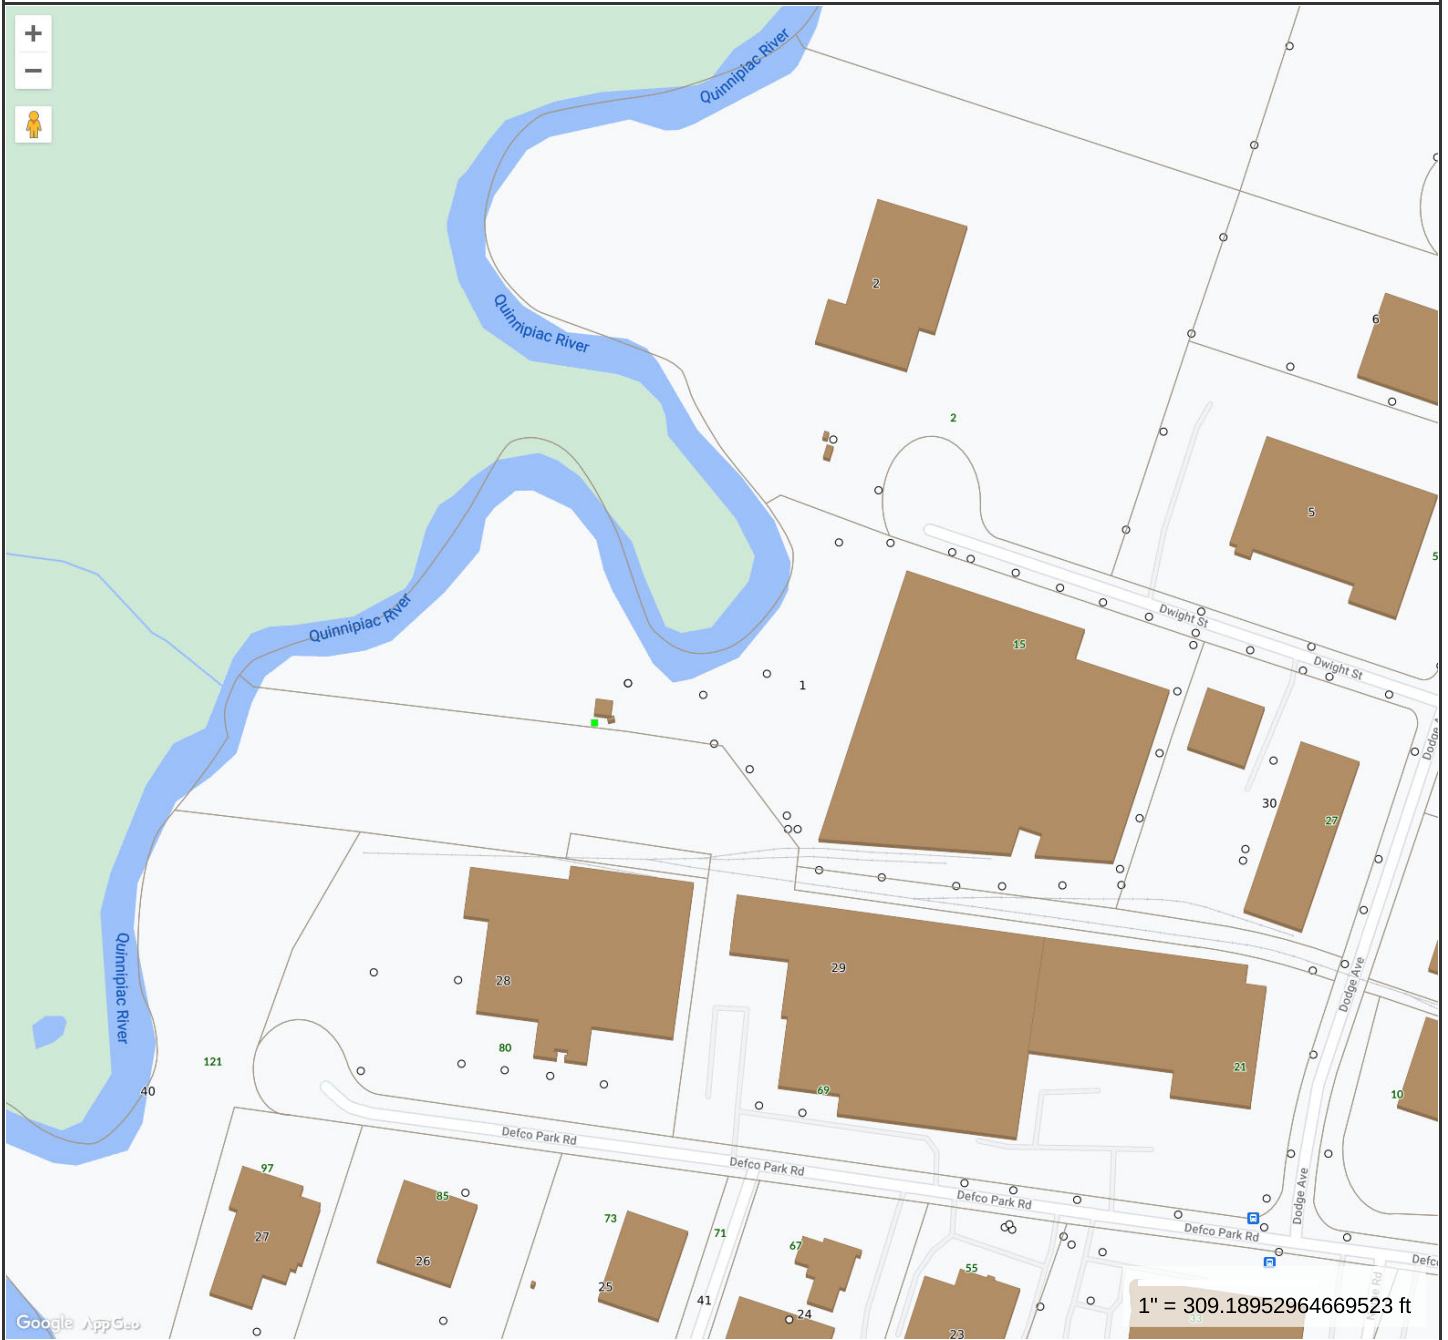 +
−
Quinnipiac River
2
6
Quinnipiac River
2
5
5
Quinnipiac River
Dwight St
15
Dwight St
1
30
27
29
28
Quinnipiac River
Dodge Ave
80
121
40
69
21
10
Defco Park Rd
Defco Park Rd
Defco Park Rd
Dodge Ave
Defco Park Rd
97
85
73
71
67
27
26
25
41
24
55
23
1" = 309.18952964669523 ft
33
Google AppGeo